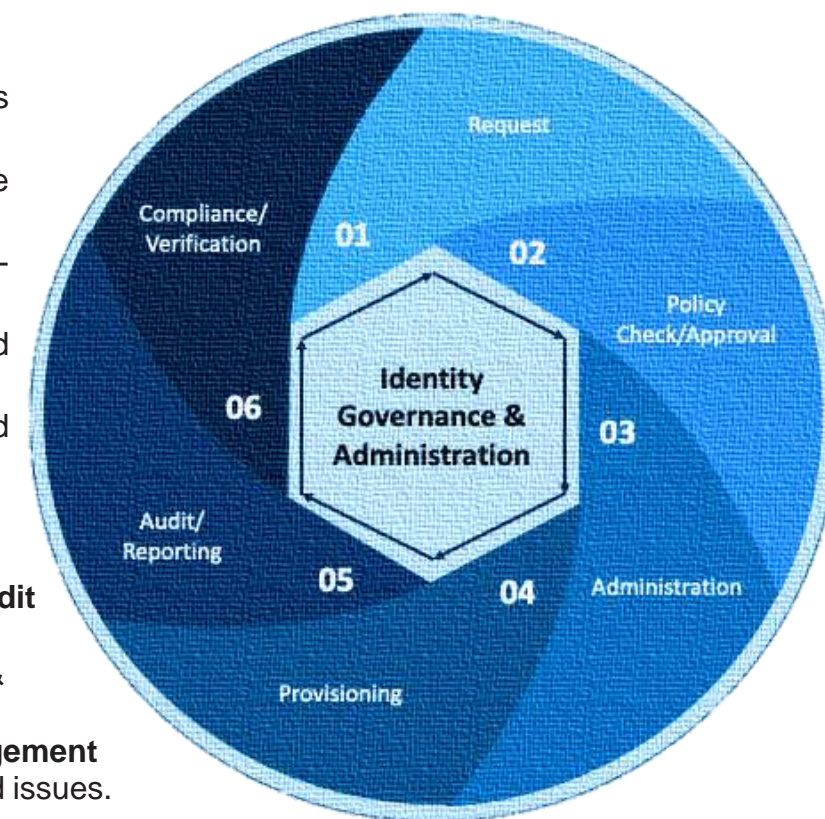 s
e
-
d
d
dit
&
gement
d issues.
Request
01
02
Policy
Check/Approval
03
Administration
04
Provisioning
05
Audit/
Reporting
06
Compliance/
Verification
Identity
Governance &
Administration